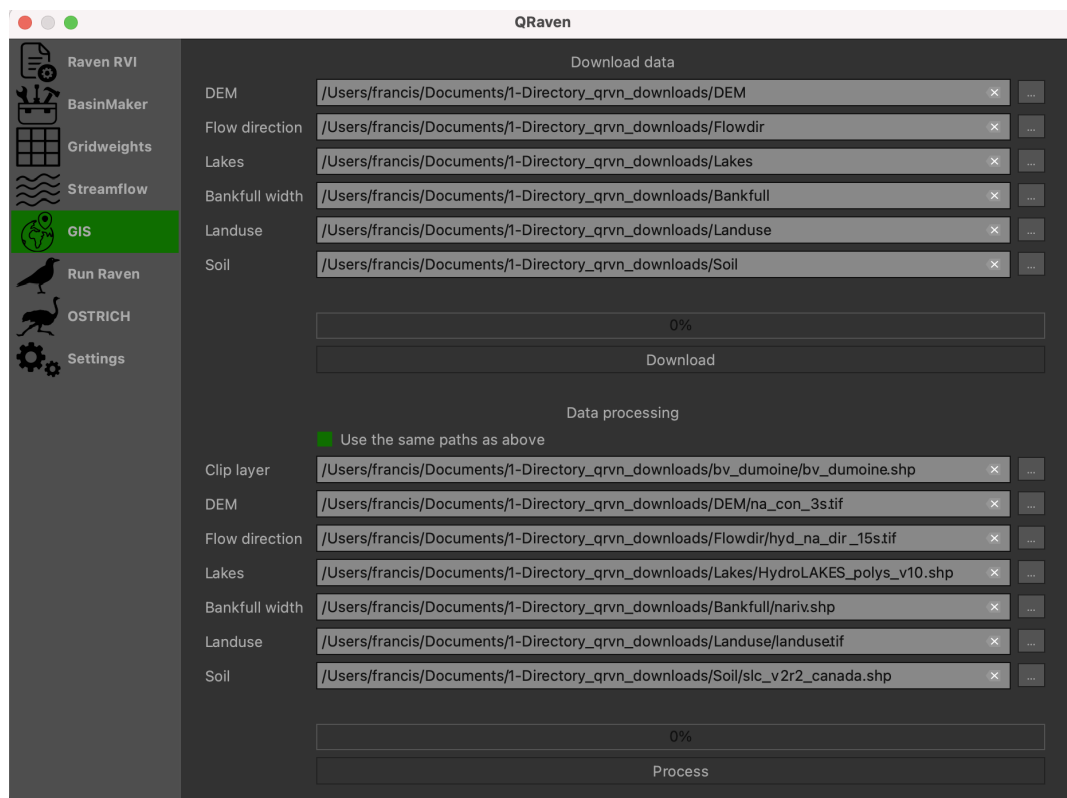 QRaven
Raven RVI
BasinMaker
Gridweights
Streamflow
GIS
Run Raven
OSTRICH
Settings
Download data
DEM /Users/francis/Documents/1-Directory_qrvn_downloads/DEM ...
Flow direction /Users/francis/Documents/1-Directory_qrvn_downloads/Flowdir ...
Lakes /Users/francis/Documents/1-Directory_qrvn_downloads/Lakes ...
Bankfull width /Users/francis/Documents/1-Directory_qrvn_downloads/Bankfull ...
Landuse /Users/francis/Documents/1-Directory_qrvn_downloads/Landuse ...
Soil /Users/francis/Documents/1-Directory_qrvn_downloads/Soil ...
0%
Download
Data processing
Use the same paths as above
Clip layer /Users/francis/Documents/1-Directory_qrvn_downloads/bv_dumoine/bv_dumoine.shp ...
DEM /Users/francis/Documents/1-Directory_qrvn_downloads/DEM/na_con_3s.tif ...
Flow direction /Users/francis/Documents/1-Directory_qrvn_downloads/Flowdir/hyd_na_dir_15s.tif ...
Lakes /Users/francis/Documents/1-Directory_qrvn_downloads/Lakes/HydroLAKES_polys_v10.shp ...
Bankfull width /Users/francis/Documents/1-Directory_qrvn_downloads/Bankfull/nariv.shp ...
Landuse /Users/francis/Documents/1-Directory_qrvn_downloads/Landuse/landuse.tif ...
Soil /Users/francis/Documents/1-Directory_qrvn_downloads/Soil/slc_v2r2_canada.shp ...
0%
Process